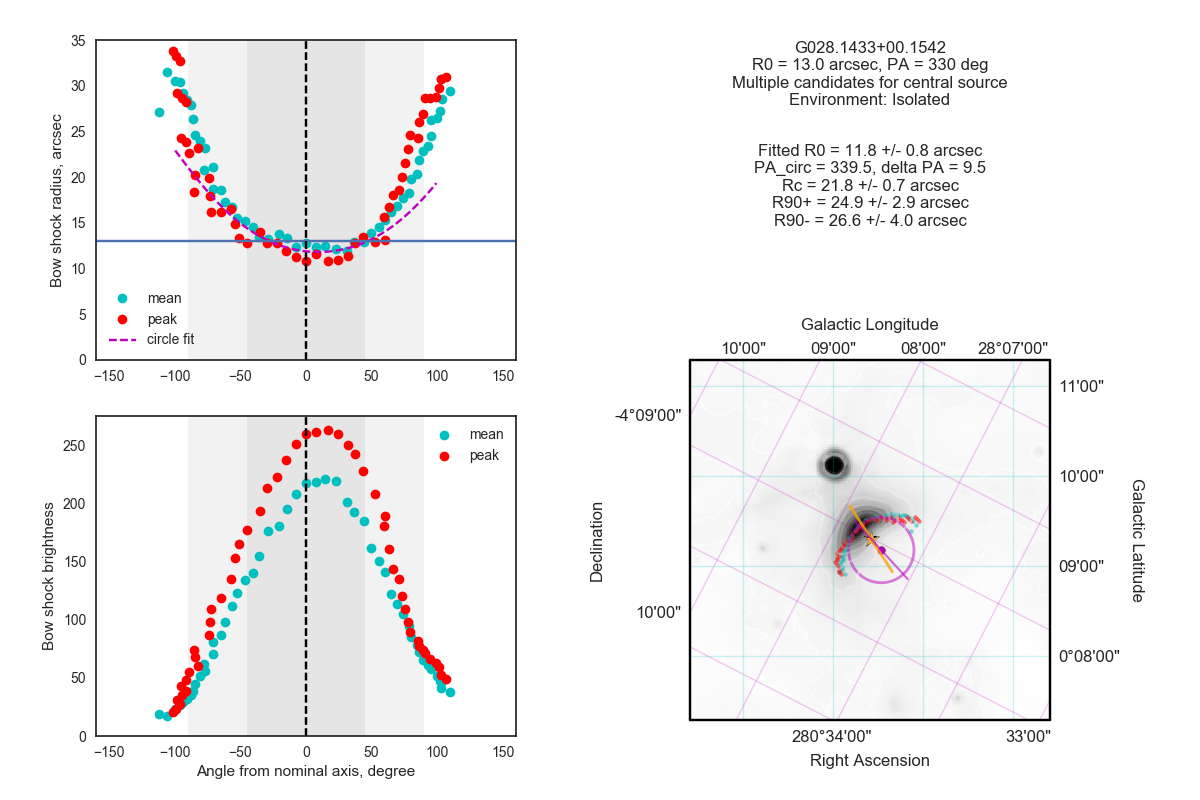 35
30
25
20
15
10
5
0
Bow shock radius, arcsec
mean
peak
circle fit
−150 −100 −50 0 50 100 150
250
200
150
100
50
0
Bow shock brightness
mean
peak
−150 −100 −50 0 50 100 150
Angle from nominal axis, degree
G028.1433+00.1542
R0 = 13.0 arcsec, PA = 330 deg
Multiple candidates for central source
Environment: Isolated
Fitted R0 = 11.8 +/- 0.8 arcsec
PA_circ = 339.5, delta PA = 9.5
Rc = 21.8 +/- 0.7 arcsec
R90+ = 24.9 +/- 2.9 arcsec
R90- = 26.6 +/- 4.0 arcsec
Galactic Longitude
10'00" 09'00" 08'00" 28°07'00"
-4°09'00"
10'00"
Declination
11'00"
10'00"
09'00"
0°08'00"
Galactic Latitude
280°34'00" 33'00"
Right Ascension